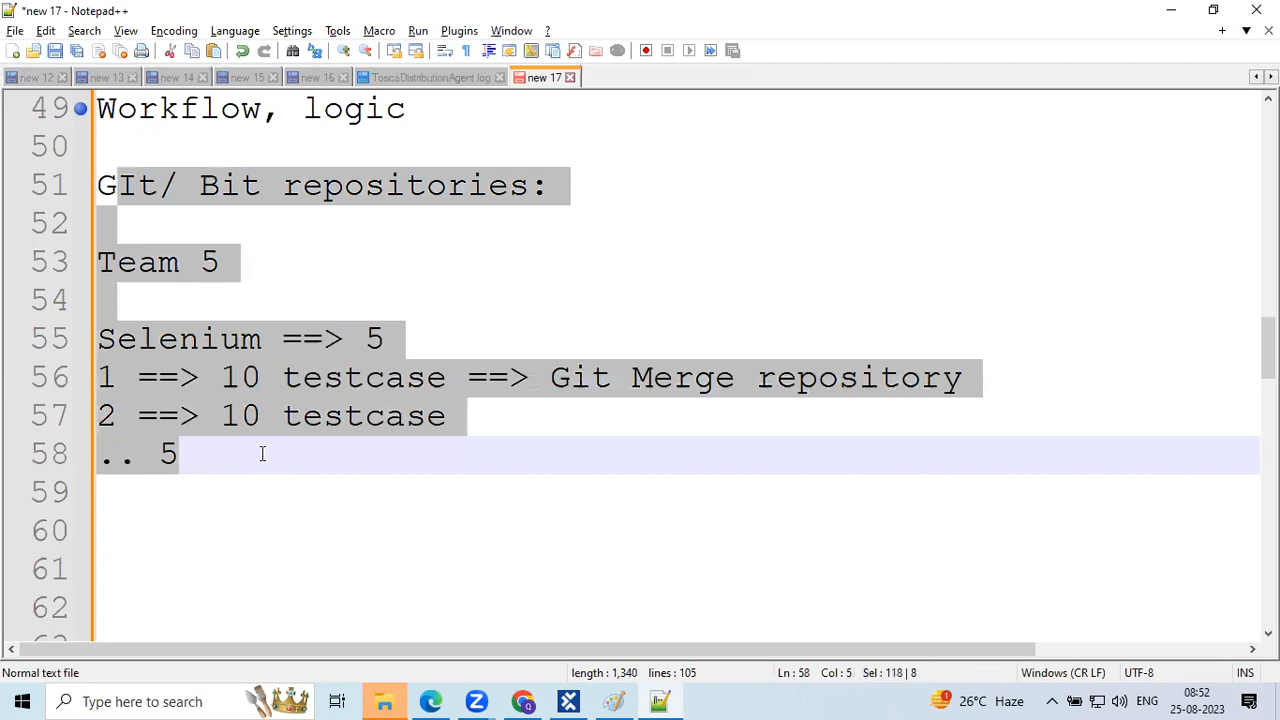 *new 17 - Notepad++
File Edit Search View Encoding Language Settings Tools Macro Run Plugins Window ?
new 12 new 13 new 14 new 15 new 16 ToscaDistributionAgent.log new 17
49 Workflow, logic
50
51 GIt/ Bit repositories:
52
53 Team 5
54
55 Selenium ==> 5
56 1 ==> 10 testcase ==> Git Merge repository
57 2 ==> 10 testcase
58 .. 5
59
60
61
62
Normal text file length : 1,340 lines : 105 Ln : 58 Col : 5 Sel : 118 | 8 Windows (CR LF) UTF-8 INS
Type here to search 26°C Haze ENG 08:52
25-08-2023